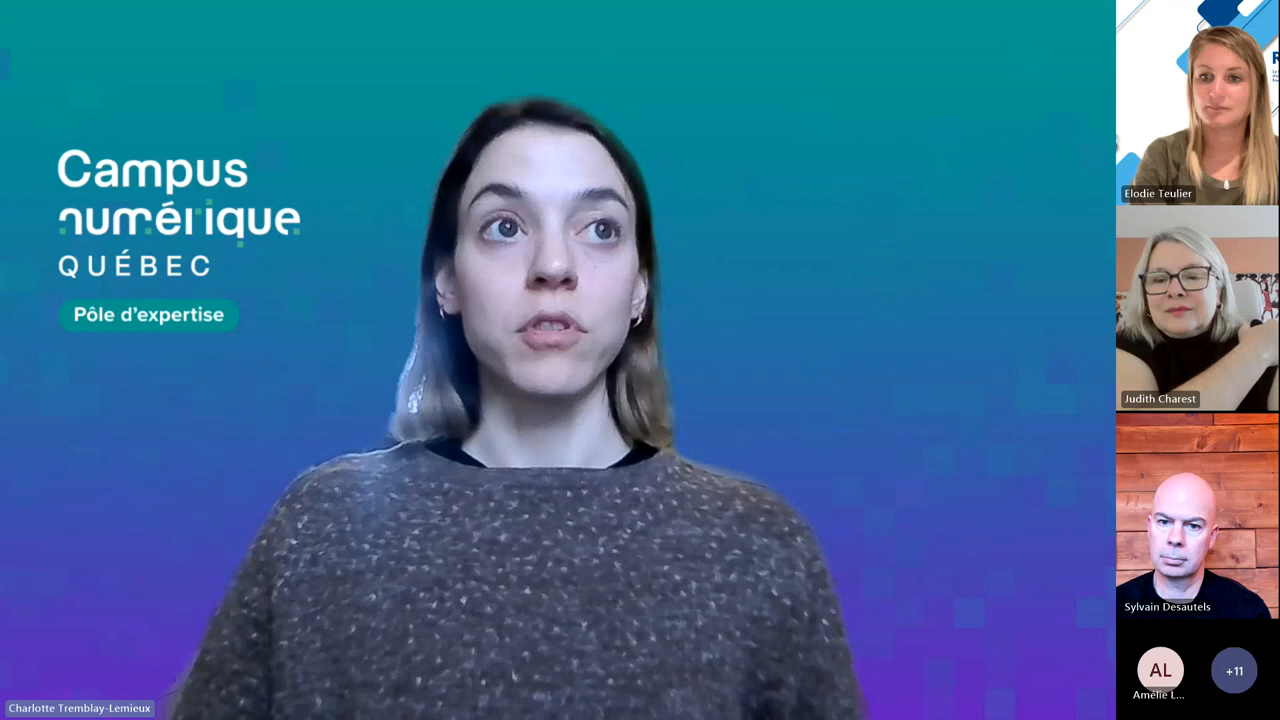 Campus
numérique
QUÉBEC
Pôle d'expertise
Charlotte Tremblay-Lemieux
Elodie Teulier
Judith Charest
Sylvain Desautels
AL
Amélie L...
+11